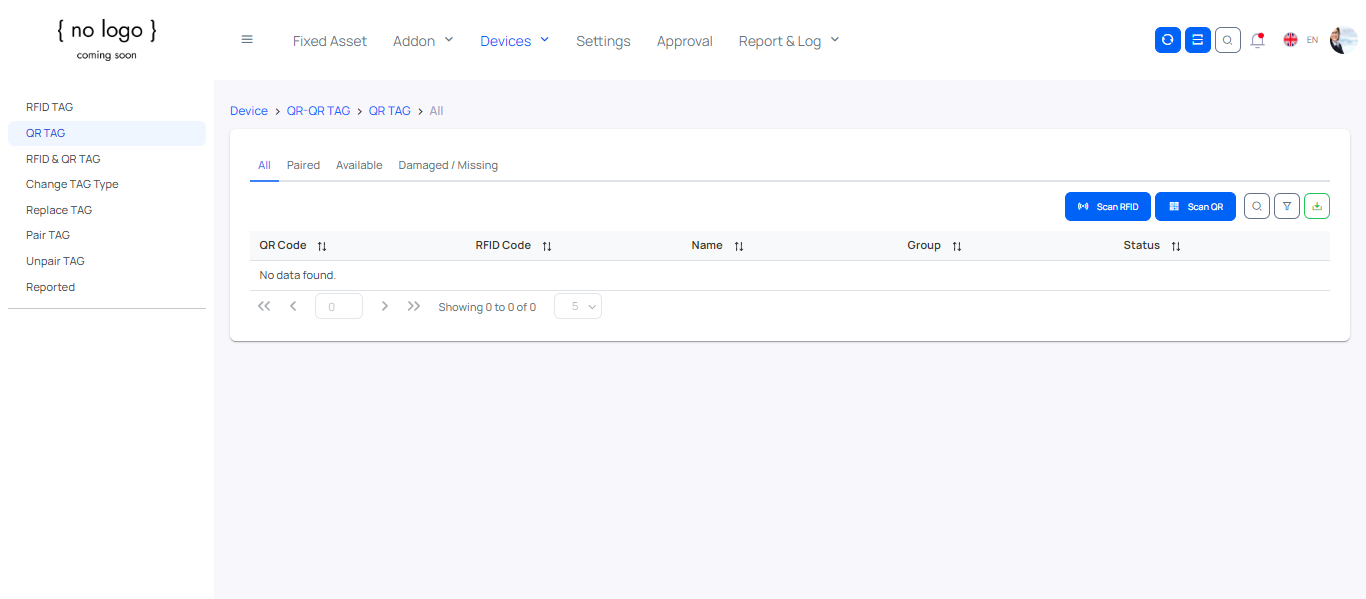 { no logo }
coming soon
Fixed Asset Addon Devices Settings Approval Report & Log EN
RFID TAG
QR TAG
RFID & QR TAG
Change TAG Type
Replace TAG
Pair TAG
Unpair TAG
Reported
Device > QR-QR TAG > QR TAG > All
All Paired Available Damaged / Missing
Scan RFID Scan QR
QR Code RFID Code Name Group Status
No data found.
0 Showing 0 to 0 of 0 5